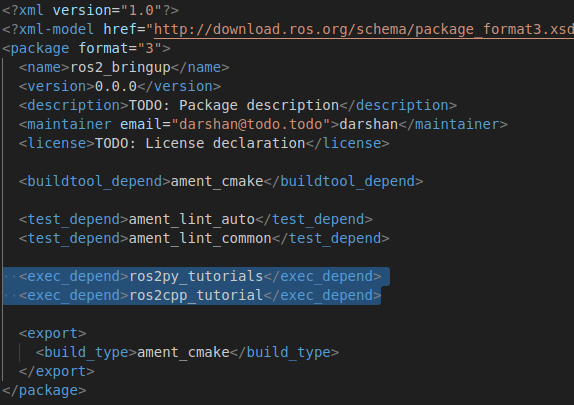 <?xml version="1.0"?>
<?xml-model href="http://download.ros.org/schema/package_format3.xsd
<package format="3">
<name>ros2_bringup</name>
<version>0.0.0</version>
<description>TODO: Package description</description>
<maintainer email="darshan@todo.todo">darshan</maintainer>
<license>TODO: License declaration</license>
<buildtool_depend>ament_cmake</buildtool_depend>
<test_depend>ament_lint_auto</test_depend>
<test_depend>ament_lint_common</test_depend>
<exec_depend>ros2py_tutorials</exec_depend>
<exec_depend>ros2cpp_tutorial</exec_depend>
<export>
<build_type>ament_cmake</build_type>
</export>
</package>